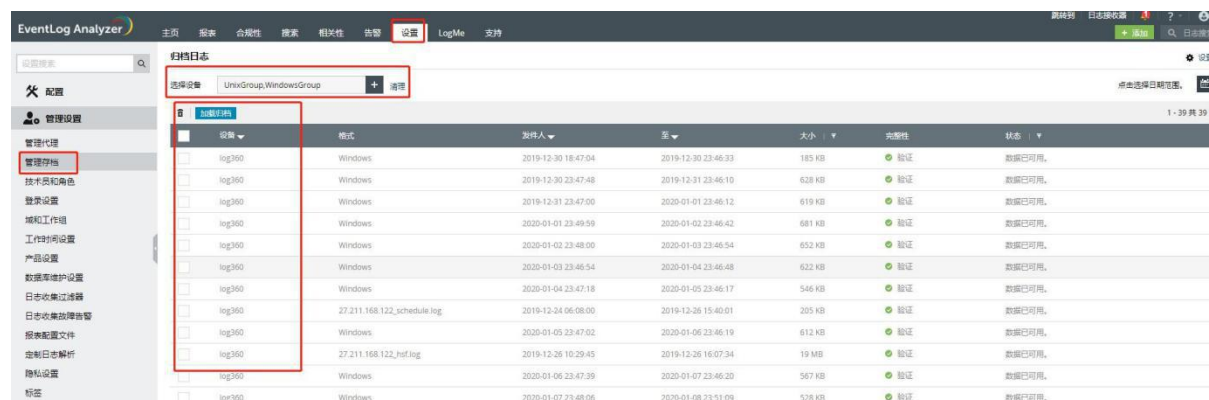 跳转到 日志接收器 ?
EventLog Analyzer
主页 报表 合规性 搜索 相关性 告警 设置 LogMe 支持
+ 添加
设置搜索
归档日志
选择设备 UnixGroup,WindowsGroup + 清理
点击选择日期范围。
配置
管理设置
加载归档
1 - 39 共 39
设备 格式 发件人 至 大小 完整性 状态
管理代理
管理存档
技术员和角色
登录设置
域和工作组
工作时间设置
产品设置
数据库维护设置
日志收集过滤器
日志收集故障告警
报表配置文件
定制日志解析
隐私设置
标签
log360 Windows 2019-12-30 18:47:04 2019-12-30 23:46:33 185 KB 验证 数据已可用。
log360 Windows 2019-12-30 23:47:48 2019-12-31 23:46:10 628 KB 验证 数据已可用。
log360 Windows 2019-12-31 23:47:00 2020-01-01 23:46:12 619 KB 验证 数据已可用。
log360 Windows 2020-01-01 23:49:59 2020-01-02 23:46:42 681 KB 验证 数据已可用。
log360 Windows 2020-01-02 23:48:00 2020-01-03 23:46:54 652 KB 验证 数据已可用。
log360 Windows 2020-01-03 23:46:54 2020-01-04 23:46:48 622 KB 验证 数据已可用。
log360 Windows 2020-01-04 23:47:18 2020-01-05 23:46:17 546 KB 验证 数据已可用。
log360 27.211.168.122_schedule.log 2019-12-24 06:08:00 2019-12-26 15:40:01 205 KB 验证 数据已可用。
log360 Windows 2020-01-05 23:47:02 2020-01-06 23:46:19 612 KB 验证 数据已可用。
log360 27.211.168.122_hsf.log 2019-12-26 10:29:45 2019-12-26 16:07:34 19 MB 验证 数据已可用。
log360 Windows 2020-01-06 23:47:39 2020-01-07 23:46:20 567 KB 验证 数据已可用。
log360 Windows 2020-01-07 23:48:06 2020-01-08 23:51:09 528 KB 验证 数据已可用。